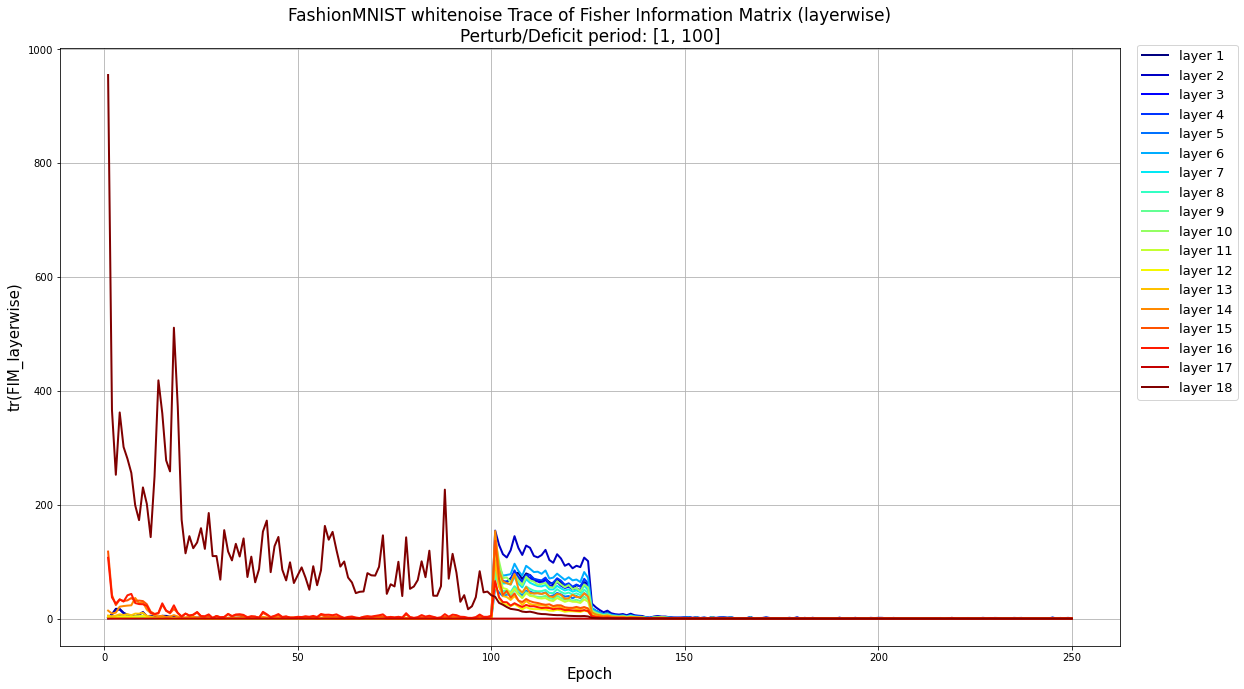 FashionMNIST whitenoise Trace of Fisher Information Matrix (layerwise)
Perturb/Deficit period: [1, 100]
tr(FIM_layerwise)
1000
800
600
400
200
0
0
50
100
150
200
250
Epoch
layer 1
layer 2
layer 3
layer 4
layer 5
layer 6
layer 7
layer 8
layer 9
layer 10
layer 11
layer 12
layer 13
layer 14
layer 15
layer 16
layer 17
layer 18